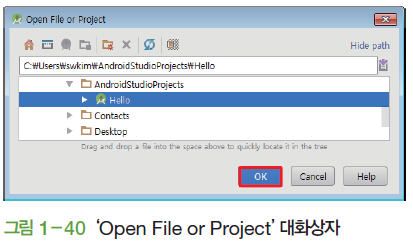 Open File or Project
Hide path
C:₩Users₩swkim₩AndroidStudioProjects₩Hello
AndroidStudioProjects
Hello
Contacts
Desktop
Drag and drop a file into the space above to quickly locate it in the tree
OK
Cancel
Help
그림 1-40 ‘Open File or Project’ 대화상자